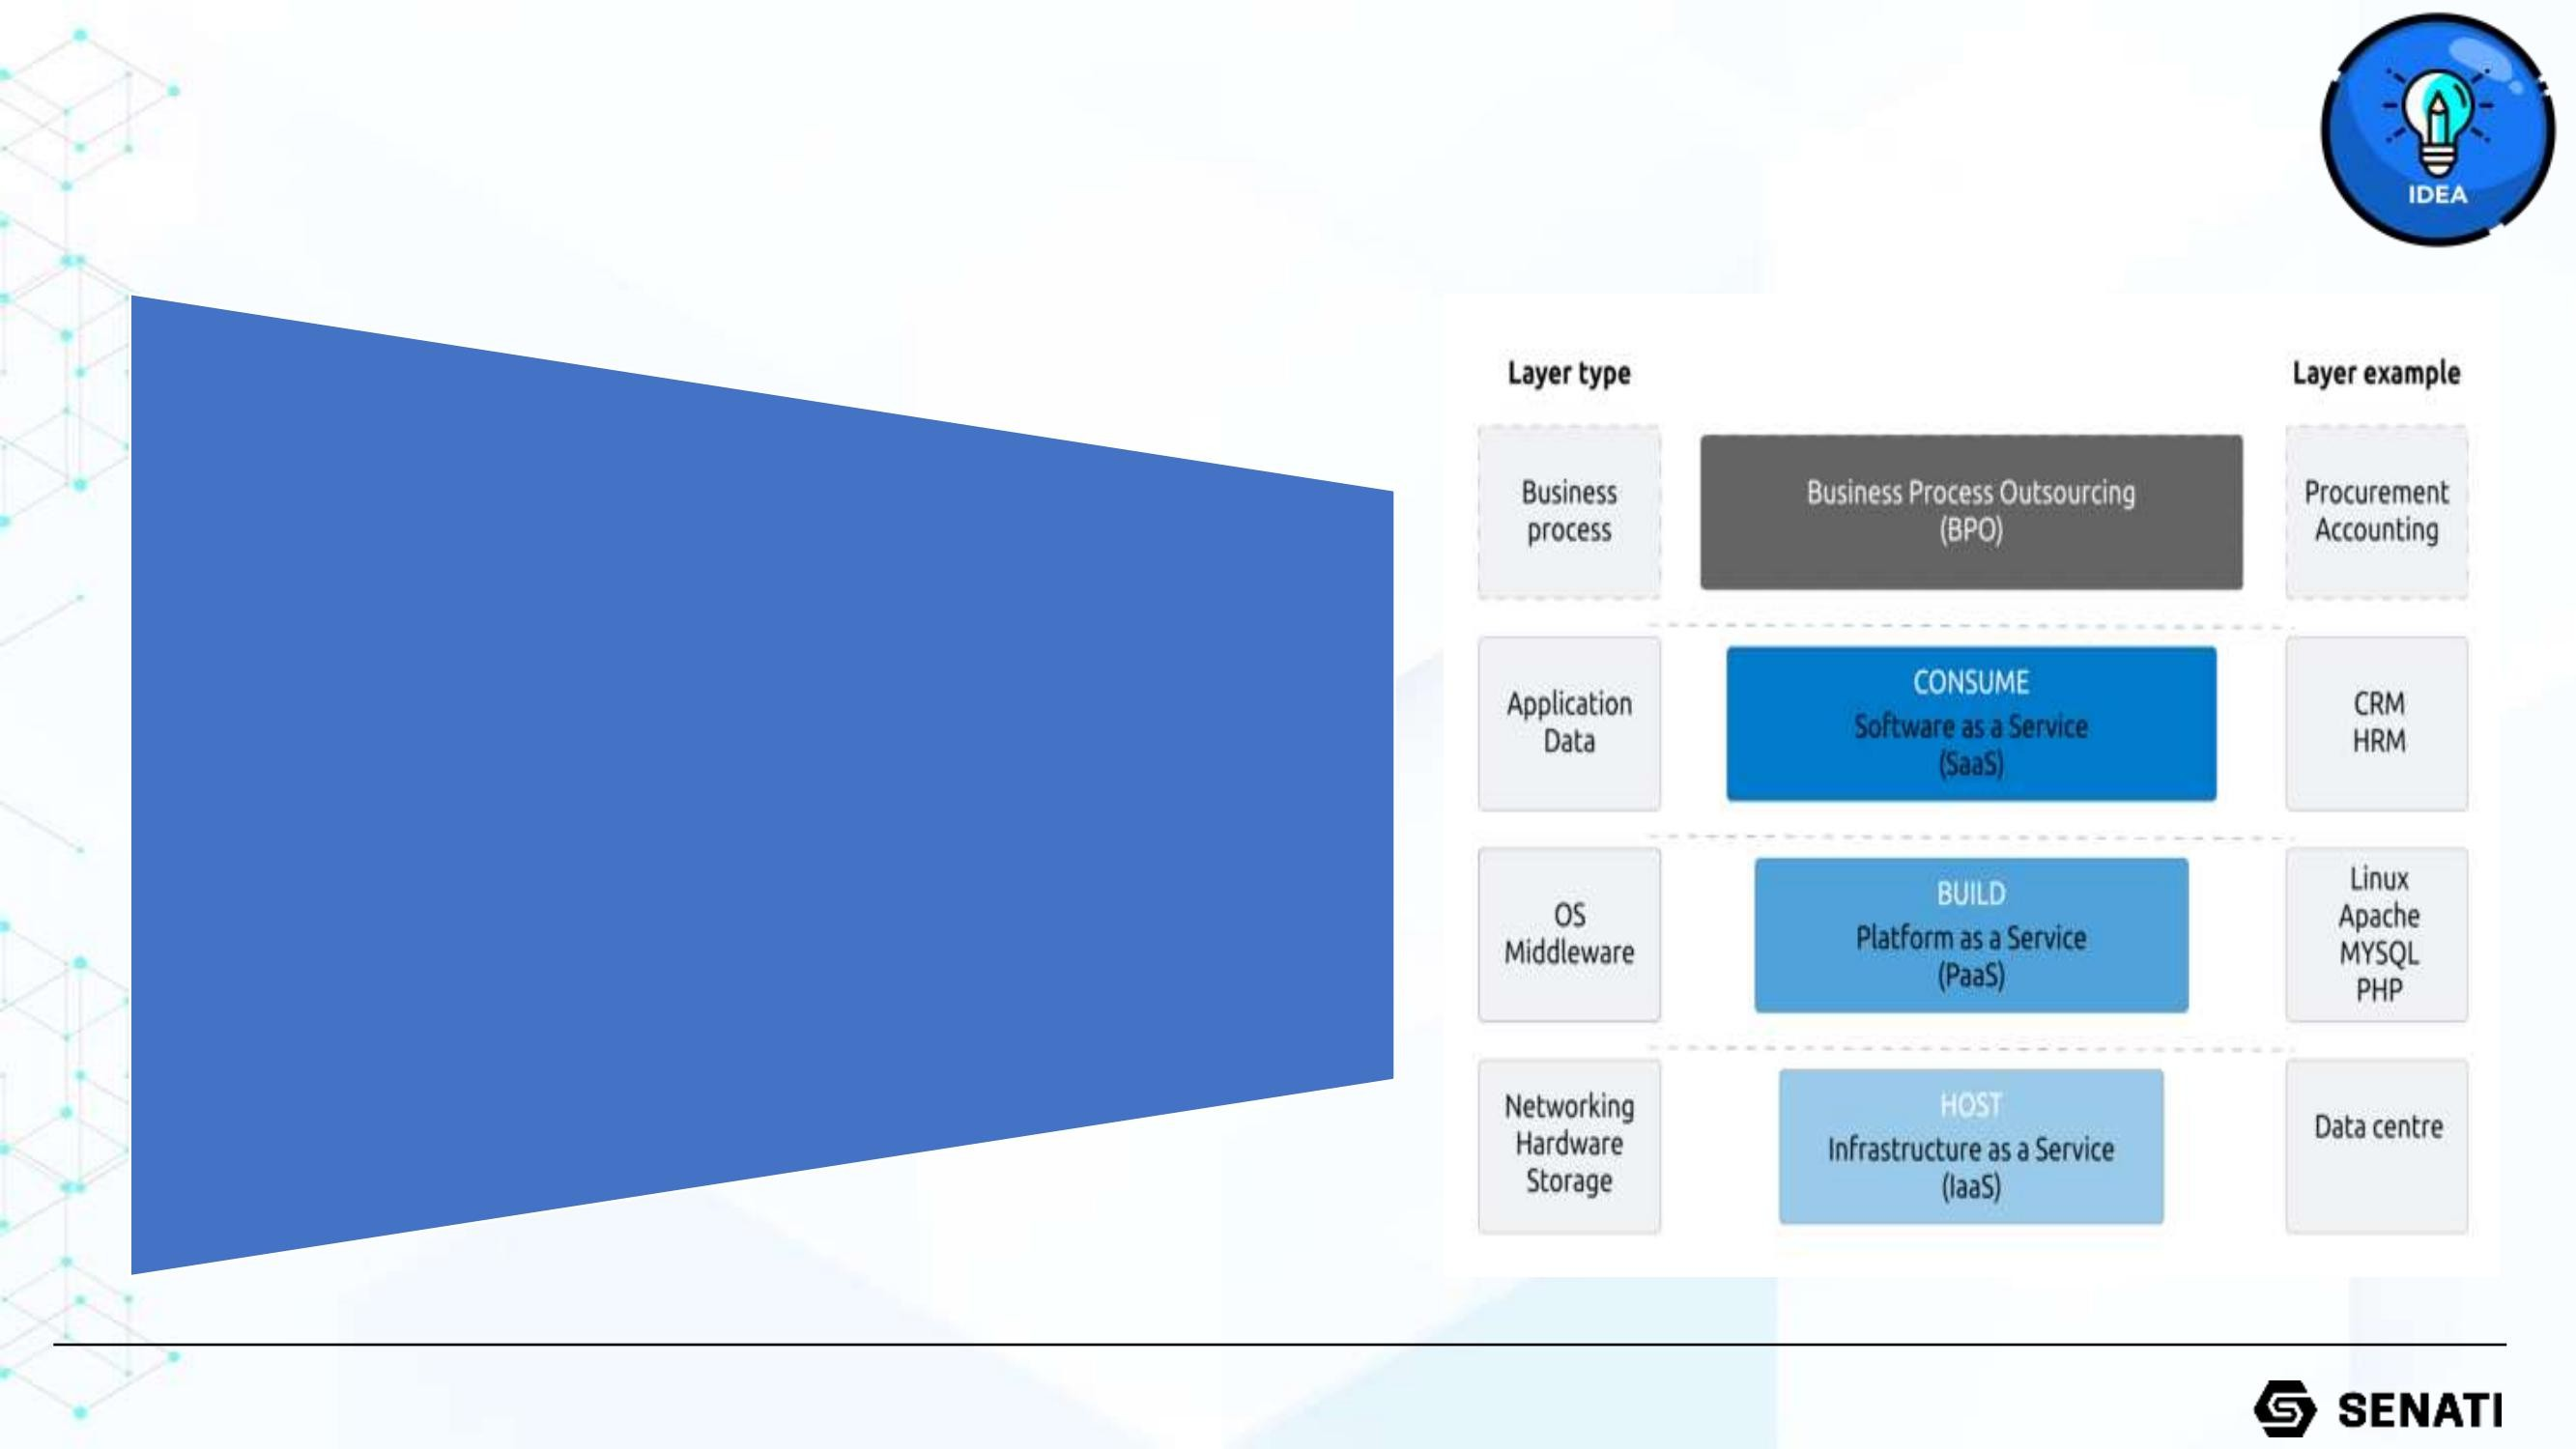 IDEA
Layer type
Layer example
Business
process
Business Process Outsourcing
(BPO)
Procurement
Accounting
Application
Data
CONSUME
Software as a Service
(SaaS)
CRM
HRM
OS
Middleware
BUILD
Platform as a Service
(PaaS)
Linux
Apache
MYSQL
PHP
Networking
Hardware
Storage
HOST
Infrastructure as a Service
(IaaS)
Data centre
SENATI